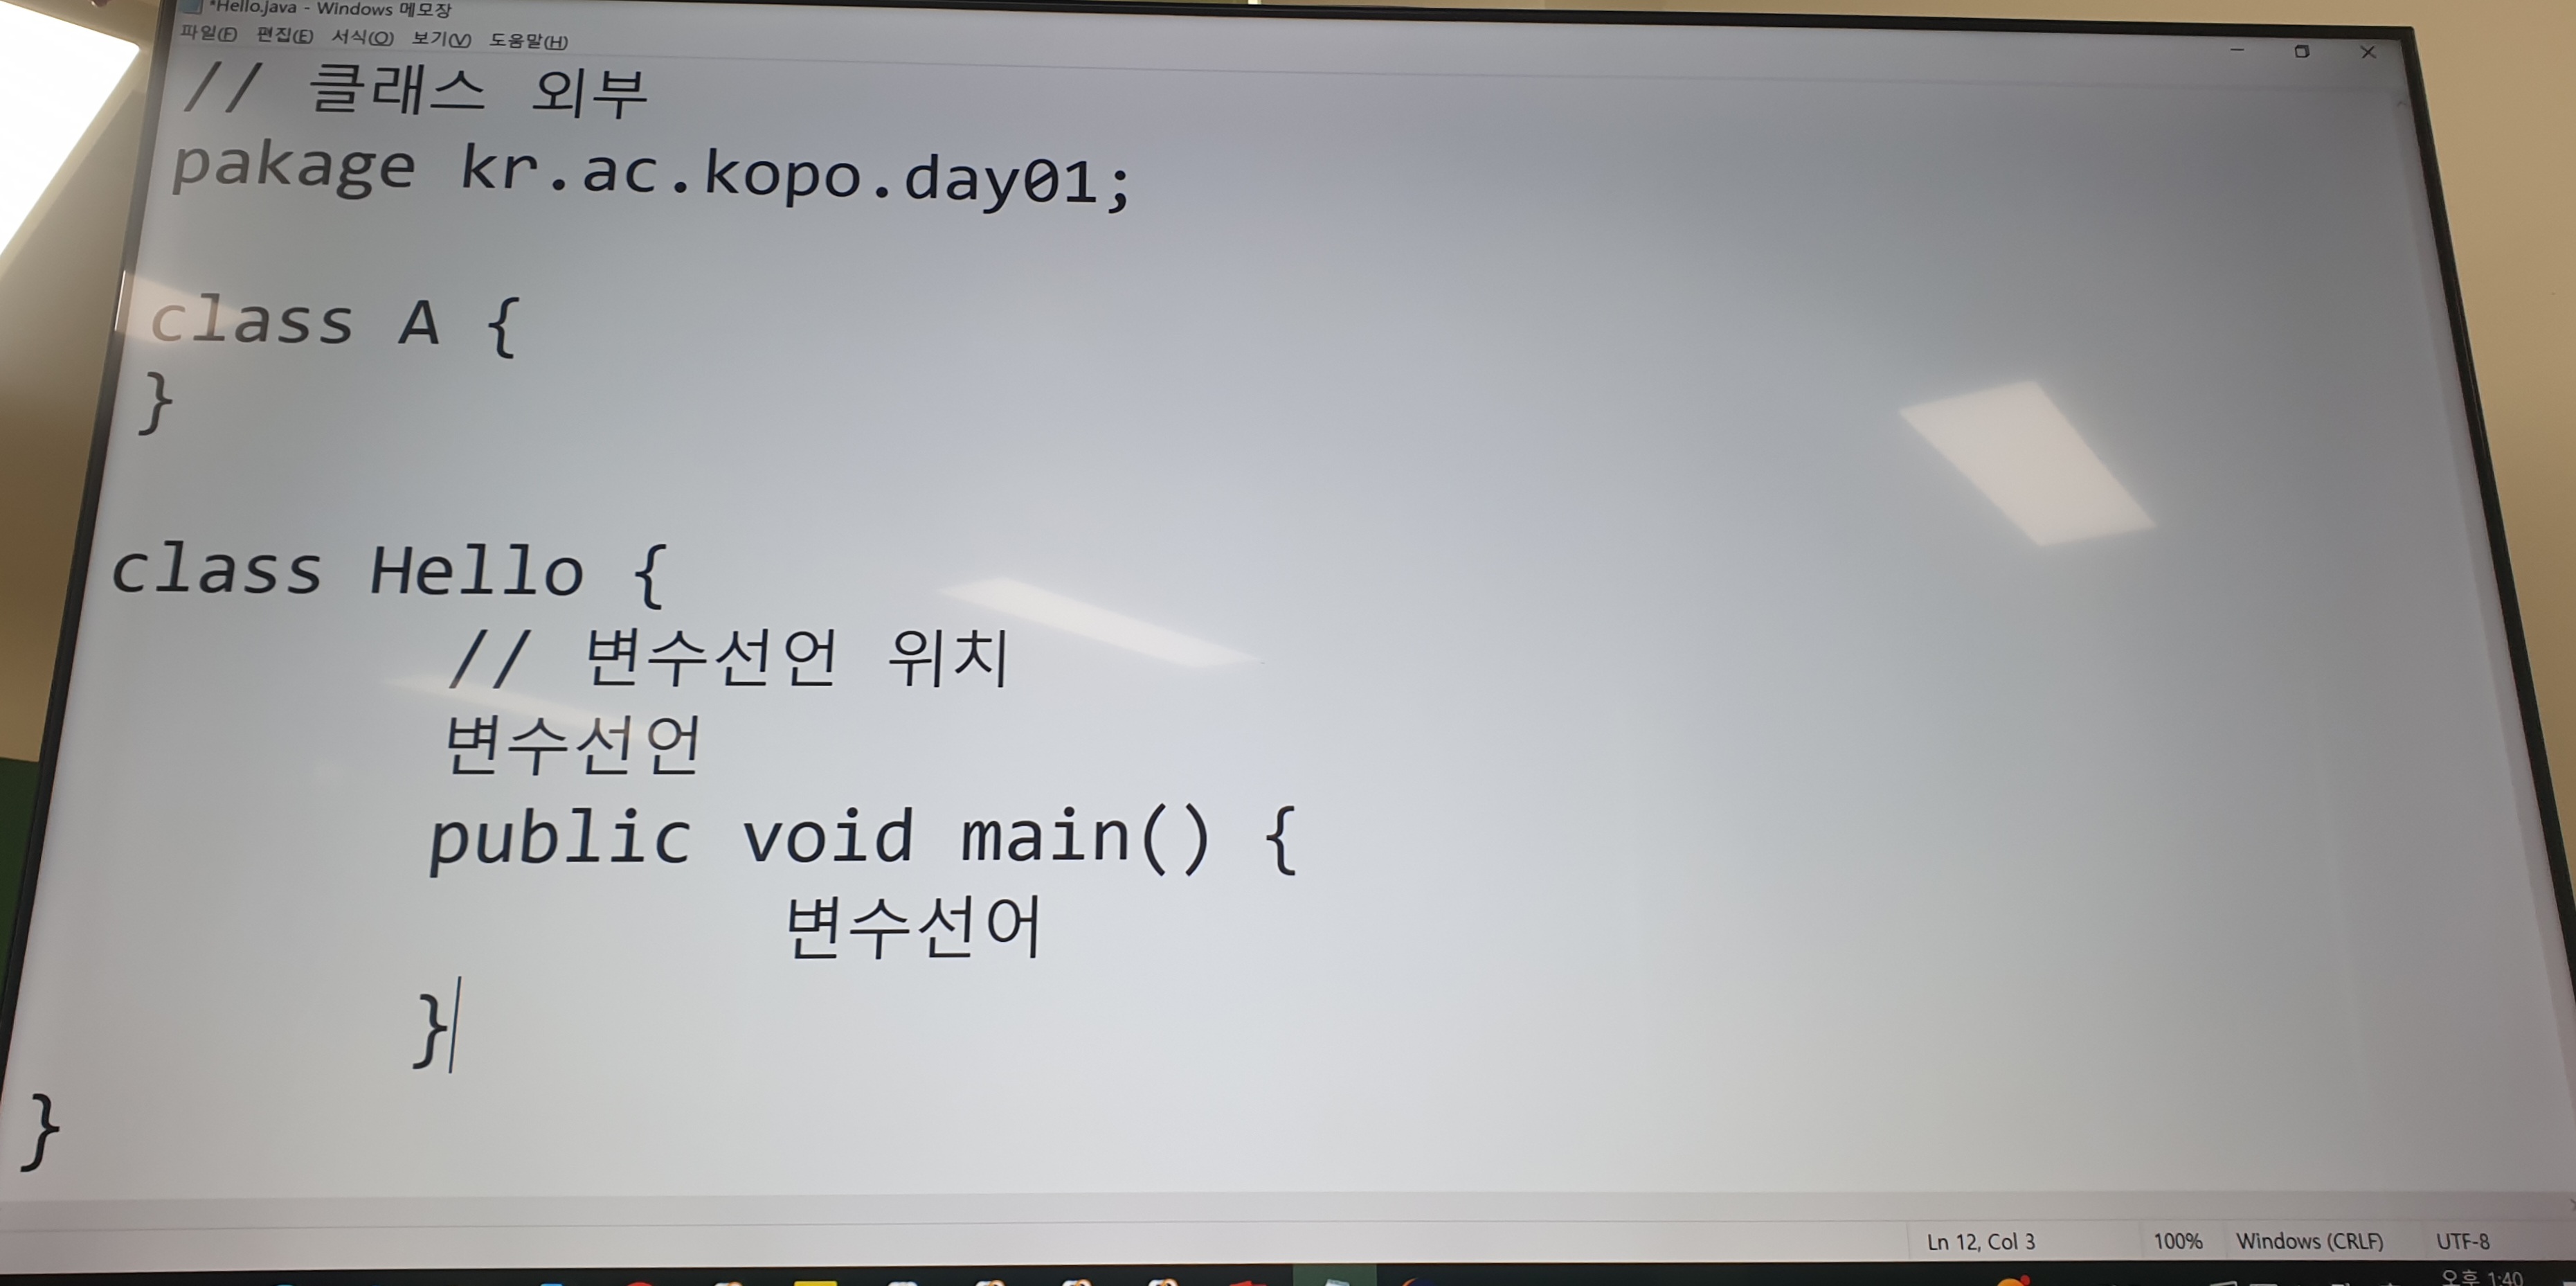 *Hello.java - Windows 메모장
파일(F) 편집(E) 서식(O) 보기(V) 도움말(H)
// 클래스 외부
pakage kr.ac.kopo.day01;
class A {
}
class Hello {
// 변수선언 위치
변수선언
public void main() {
변수선어
}
}
Ln 12, Col 3 100% Windows (CRLF) UTF-8
오후 1:40